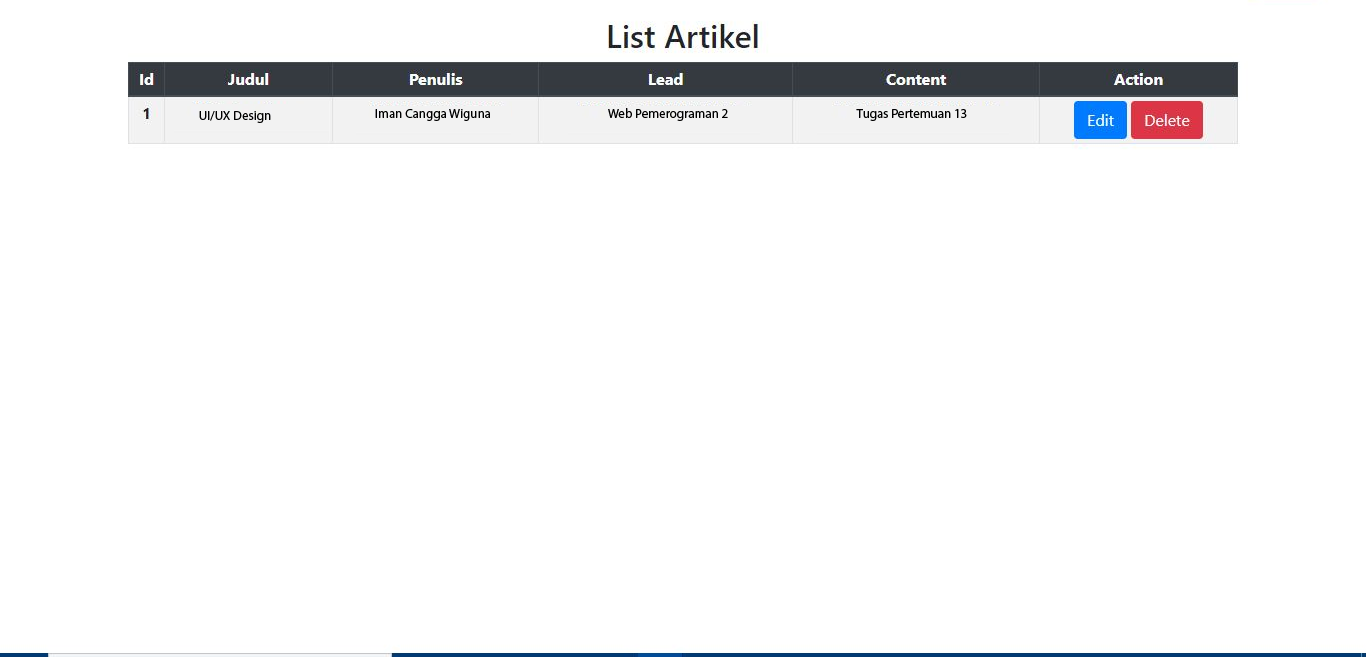 List Artikel
Id Judul Penulis Lead Content Action
1 UI/UX Design Iman Cangga Wiguna Web Pemerograman 2 Tugas Pertemuan 13 Edit Delete